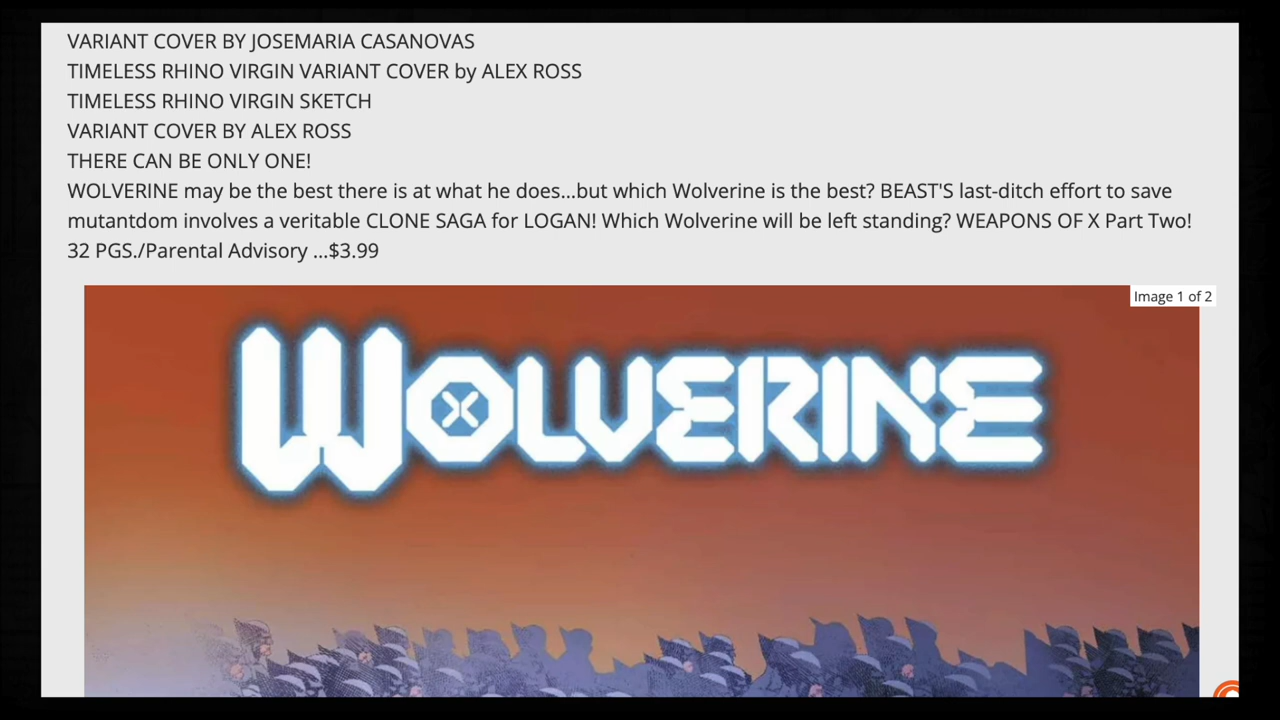 VARIANT COVER BY JOSEMARIA CASANOVAS
TIMELESS RHINO VIRGIN VARIANT COVER by ALEX ROSS
TIMELESS RHINO VIRGIN SKETCH
VARIANT COVER BY ALEX ROSS
THERE CAN BE ONLY ONE!
WOLVERINE may be the best there is at what he does...but which Wolverine is the best? BEAST'S last-ditch effort to save
mutantdom involves a veritable CLONE SAGA for LOGAN! Which Wolverine will be left standing? WEAPONS OF X Part Two!
32 PGS./Parental Advisory ...$3.99
Image 1 of 2
WOLVERINE